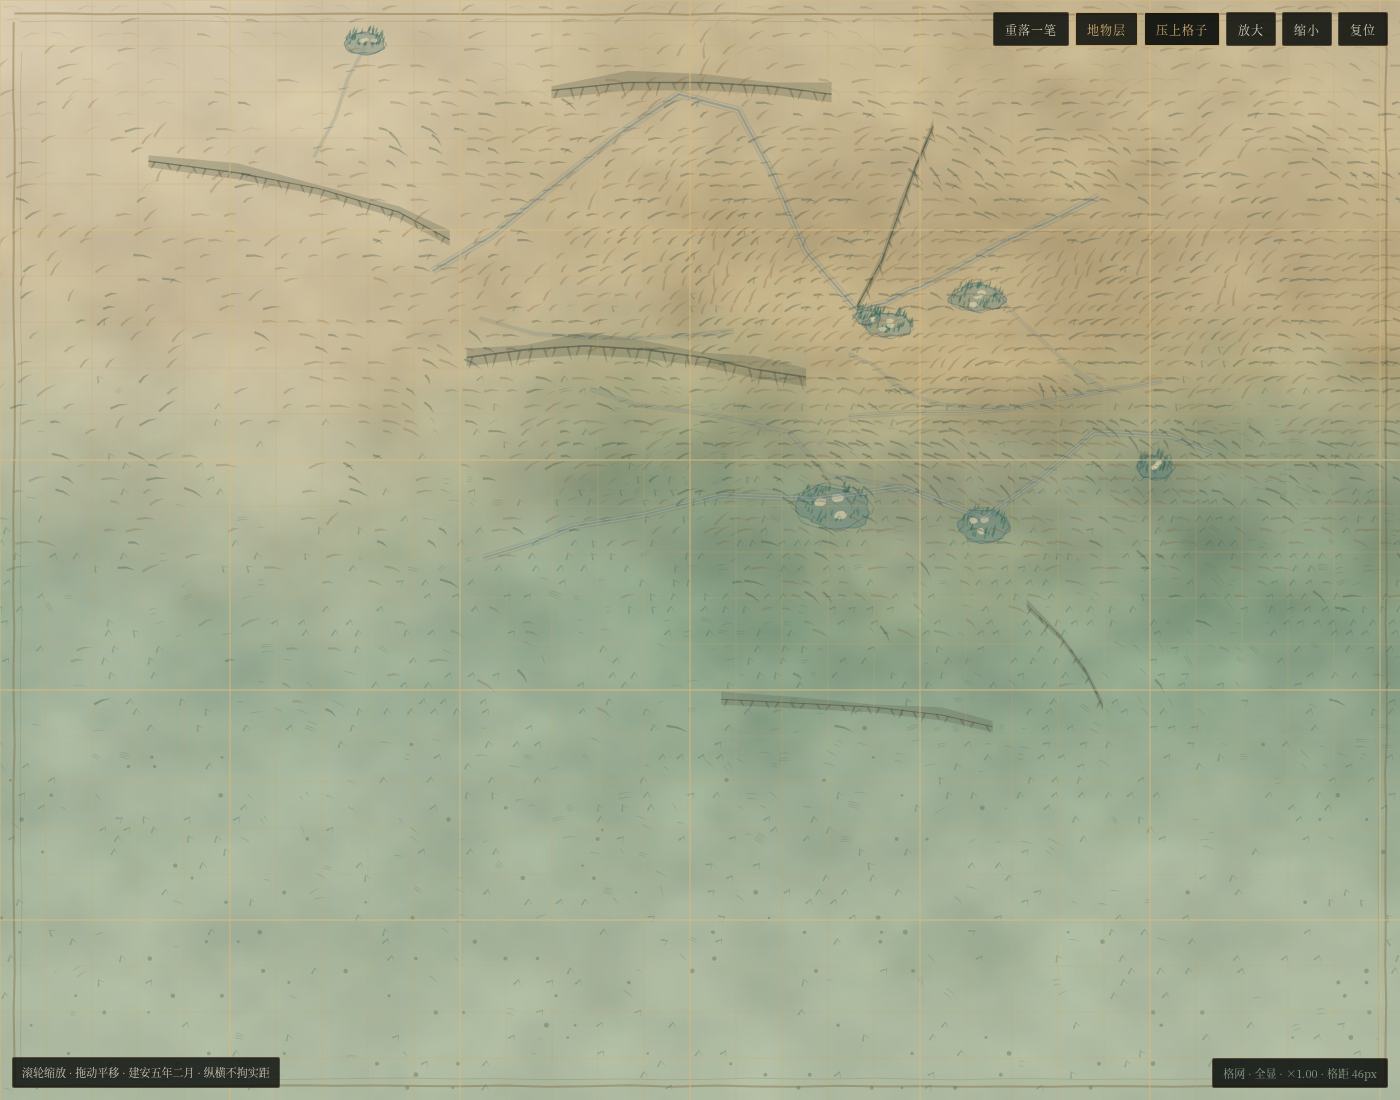 重落一笔
地物层
压上格子
放大
缩小
复位
滚轮缩放 · 拖动平移 · 建安五年二月 · 纵横不拘实距
格网 · 全显 · ×1.00 · 格距 46px